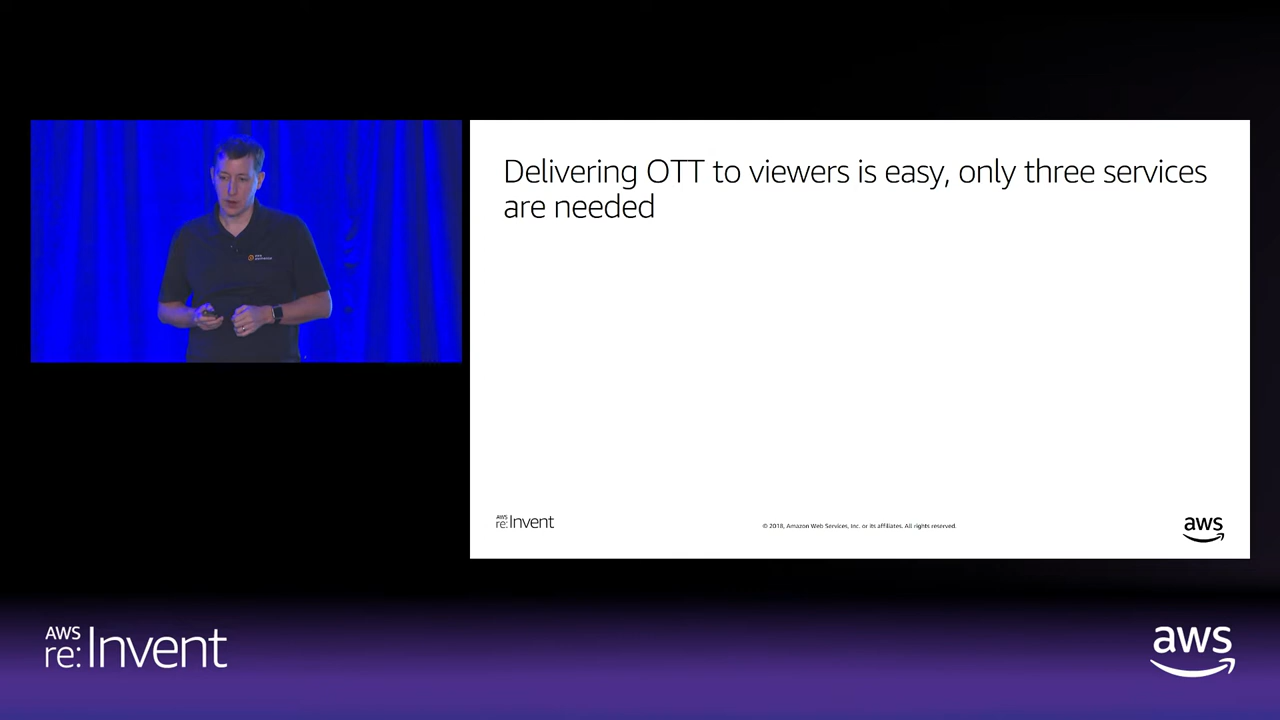 Delivering OTT to viewers is easy, only three services
are needed
AWS
re:Invent
© 2018, Amazon Web Services, Inc. or its affiliates. All rights reserved.
aws
AWS
re:Invent
aws